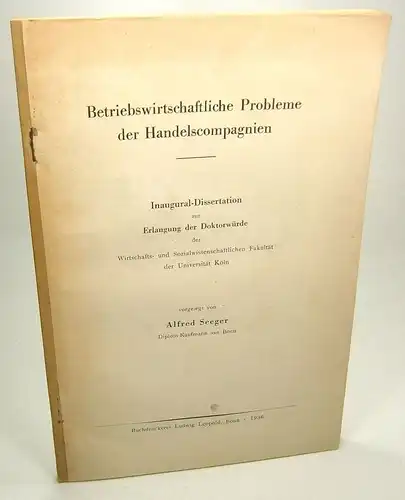 Betriebswirtschaftliche Probleme
der Handelscompagnien
Inaugural-Dissertation
zur
Erlangung der Doktorwürde
der
Wirtschafts- und Sozialwissenschaftlichen Fakultät
der Universität Köln
vorgelegt von
Alfred Seeger
Diplom-Kaufmann aus Bonn
Buchdruckerei Ludwig Leopold, Bonn